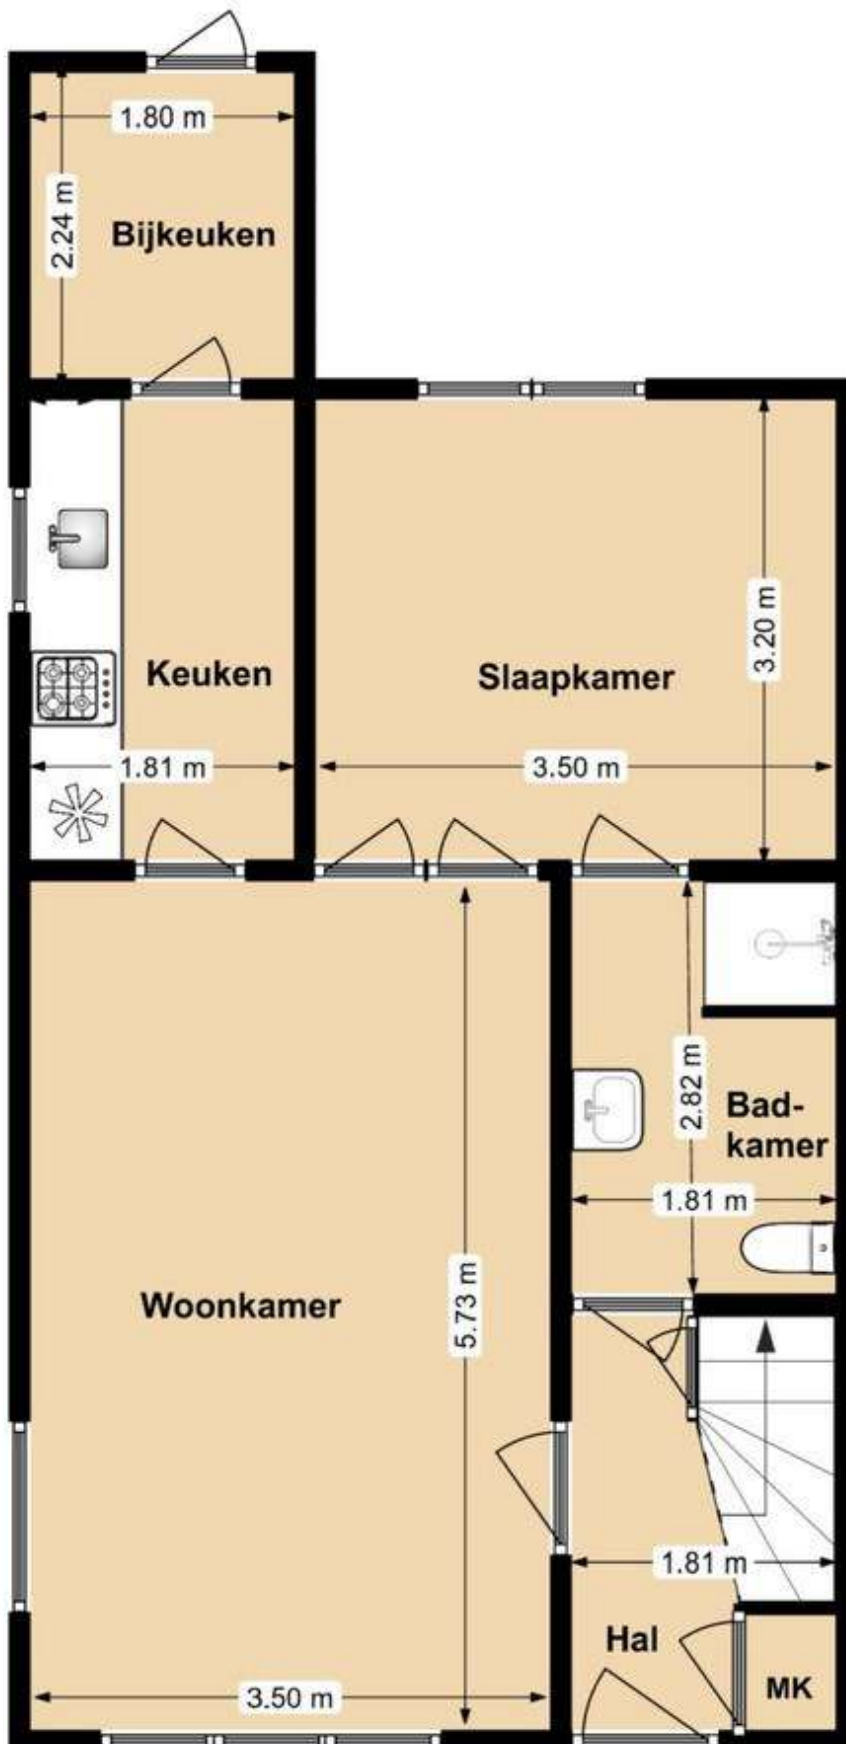 1.80 m
2.24 m
Bijkeuken
Keuken
1.81 m
Slaapkamer
3.20 m
3.50 m
Woonkamer
5.73 m
3.50 m
2.82 m
Bad-
kamer
1.81 m
1.81 m
Hal
MK